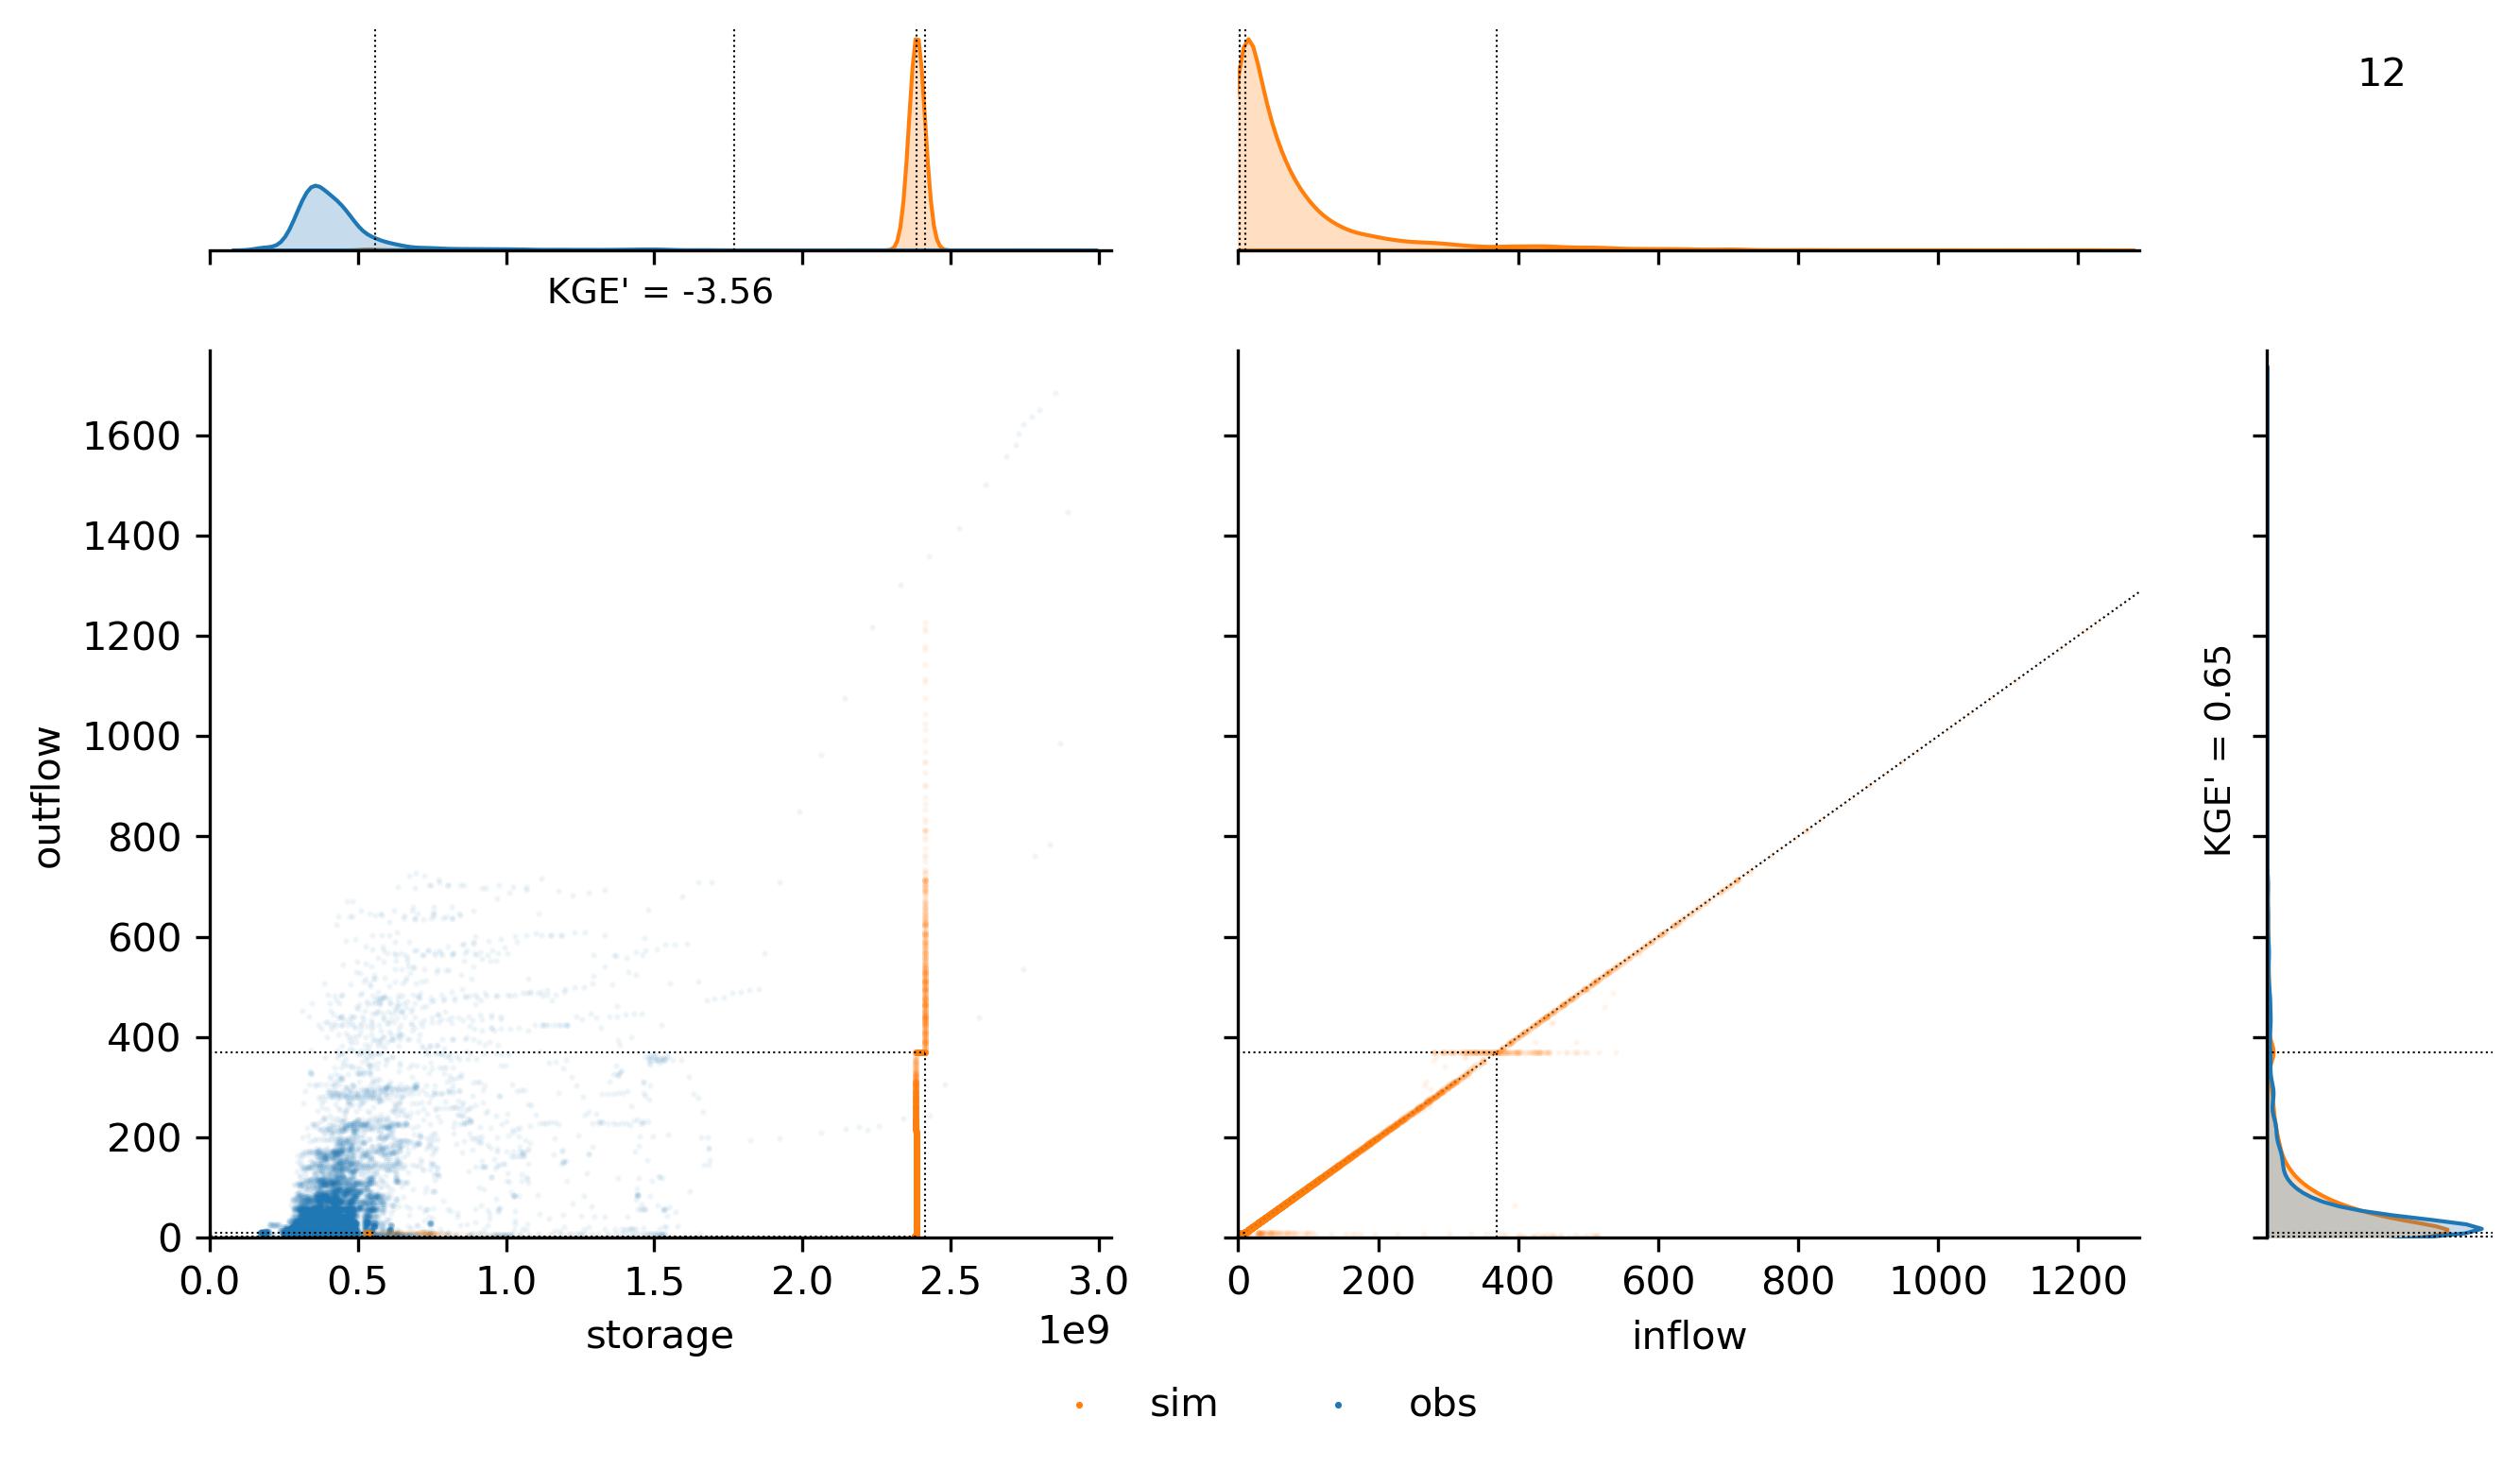 12
KGE' = -3.56
1600
1400
1200
1000
800
600
400
200
0
outflow
KGE' = 0.65
0.0 0.5 1.0 1.5 2.0 2.5 3.0
1e9
storage
0 200 400 600 800 1000 1200
inflow
sim obs